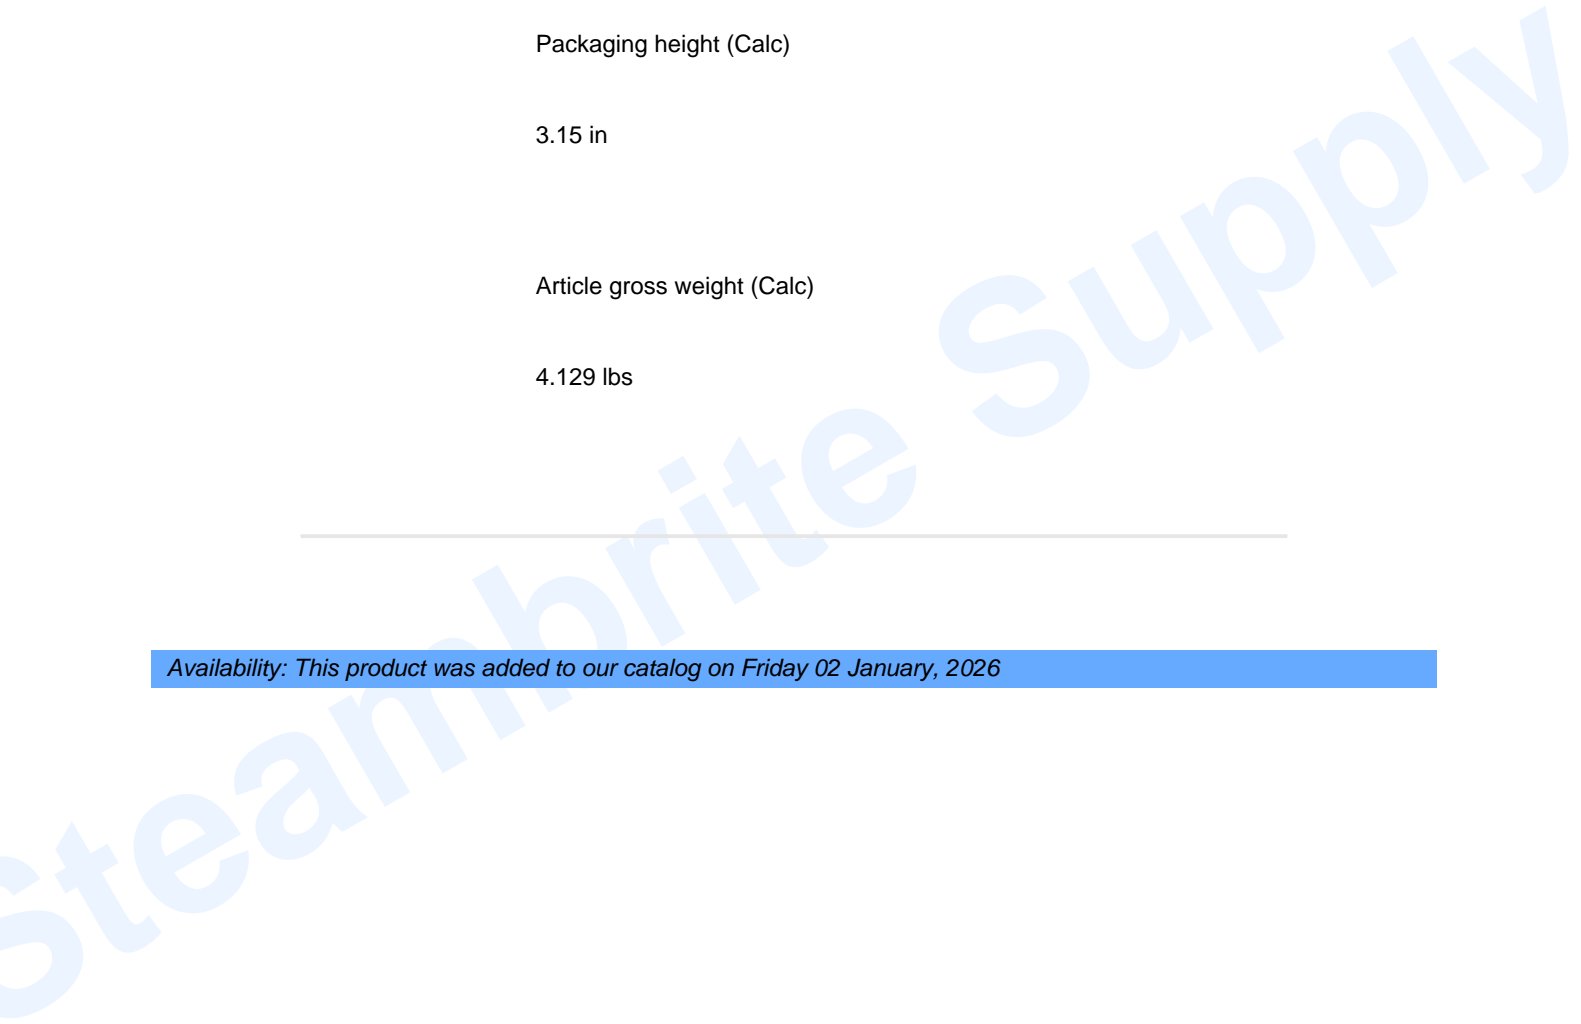 Packaging height (Calc)
3.15 in
Article gross weight (Calc)
4.129 lbs
Availability: This product was added to our catalog on Friday 02 January, 2026
Steambrite Supply